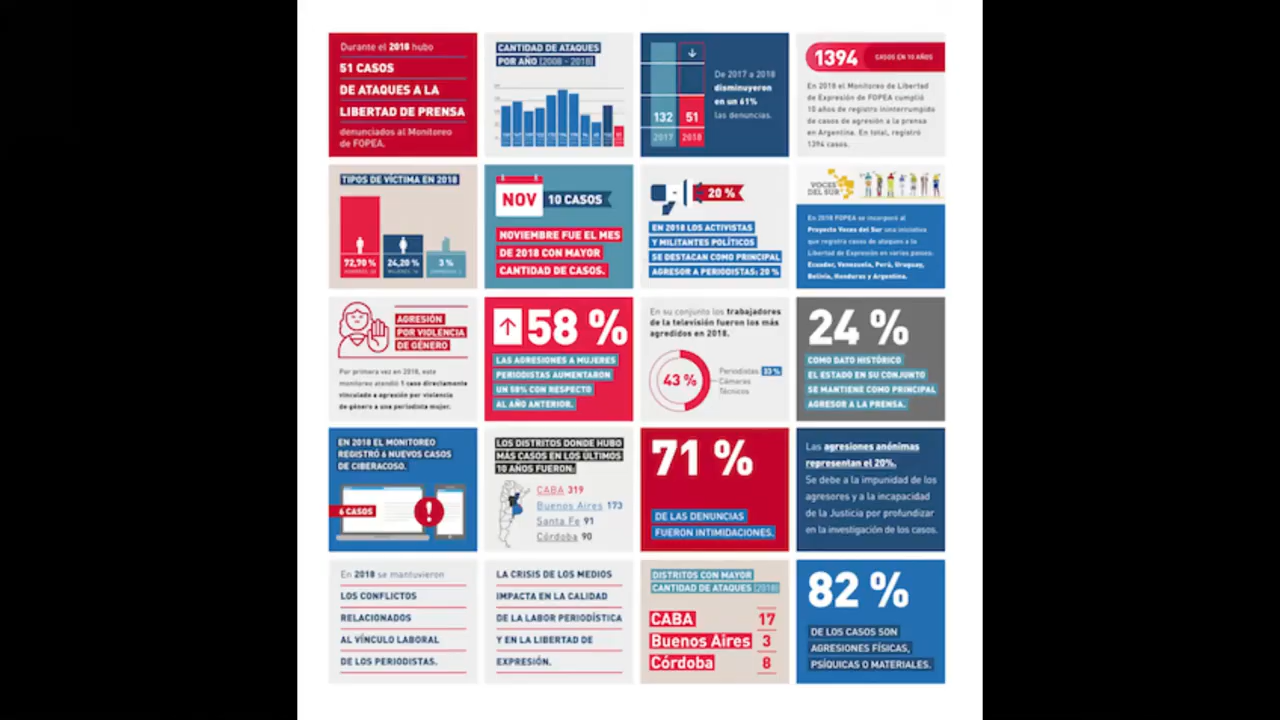 Durante el 2018 hubo
51 CASOS
DE ATAQUES A LA
LIBERTAD DE PRENSA
denunciados al Monitoreo
de FOPEA.
CANTIDAD DE ATAQUES
POR AÑO (2008 - 2018)
132
51
2017
2018
De 2017 a 2018
disminuyeron
en un 61%
las denuncias.
1394 CASOS EN 10 AÑOS
En 2018 el Monitoreo de Libertad
de Expresión de FOPEA cumplió
10 años de registro ininterrumpido
de casos de agresión a la prensa
en Argentina. En total, registró
1394 casos.
TIPOS DE VÍCTIMA EN 2018
72,70 %
24,20 %
3 %
NOV
10 CASOS
NOVIEMBRE FUE EL MES
DE 2018 CON MAYOR
CANTIDAD DE CASOS.
20 %
EN 2018 LOS ACTIVISTAS
Y MILITANTES POLÍTICOS
SE DESTACAN COMO PRINCIPAL
AGRESOR A PERIODISTAS: 20 %
VOCES
DEL SUR
En 2018 FOPEA se incorporó al
Proyecto Voces del Sur una iniciativa
que registra casos de ataques a la
Libertad de Expresión en varios países:
Ecuador, Venezuela, Perú, Uruguay,
Bolivia, Honduras y Argentina.
AGRESIÓN
POR VIOLENCIA
DE GÉNERO
Por primera vez en 2018, este
monitoreo atendió 1 caso directamente
vinculado a agresión por violencia
de género a una periodista mujer.
58 %
LAS AGRESIONES A MUJERES
PERIODISTAS AUMENTARON
UN 58% CON RESPECTO
AL AÑO ANTERIOR.
En su conjunto los trabajadores
de la televisión fueron los más
agredidos en 2018.
43 %
Periodistas 33 %
Cámaras
Técnicos
24 %
COMO DATO HISTÓRICO
EL ESTADO EN SU CONJUNTO
SE MANTIENE COMO PRINCIPAL
AGRESOR A LA PRENSA.
EN 2018 EL MONITOREO
REGISTRÓ 6 NUEVOS CASOS
DE CIBERACOSO.
6 CASOS
!
LOS DISTRITOS DONDE HUBO
MÁS CASOS EN LOS ÚLTIMOS
10 AÑOS FUERON:
CABA 319
Buenos Aires 173
Santa Fe 91
Córdoba 90
71 %
DE LAS DENUNCIAS
FUERON INTIMIDACIONES.
Las agresiones anónimas
representan el 20%.
Se debe a la impunidad de los
agresores y a la incapacidad
de la Justicia por profundizar
en la investigación de los casos.
En 2018 se mantuvieron
LOS CONFLICTOS
RELACIONADOS
AL VÍNCULO LABORAL
DE LOS PERIODISTAS.
LA CRISIS DE LOS MEDIOS
IMPACTA EN LA CALIDAD
DE LA LABOR PERIODÍSTICA
Y EN LA LIBERTAD DE
EXPRESIÓN.
DISTRITOS CON MAYOR
CANTIDAD DE ATAQUES (2018)
CABA 17
Buenos Aires 3
Córdoba 8
82 %
DE LOS CASOS SON
AGRESIONES FÍSICAS,
PSÍQUICAS O MATERIALES.